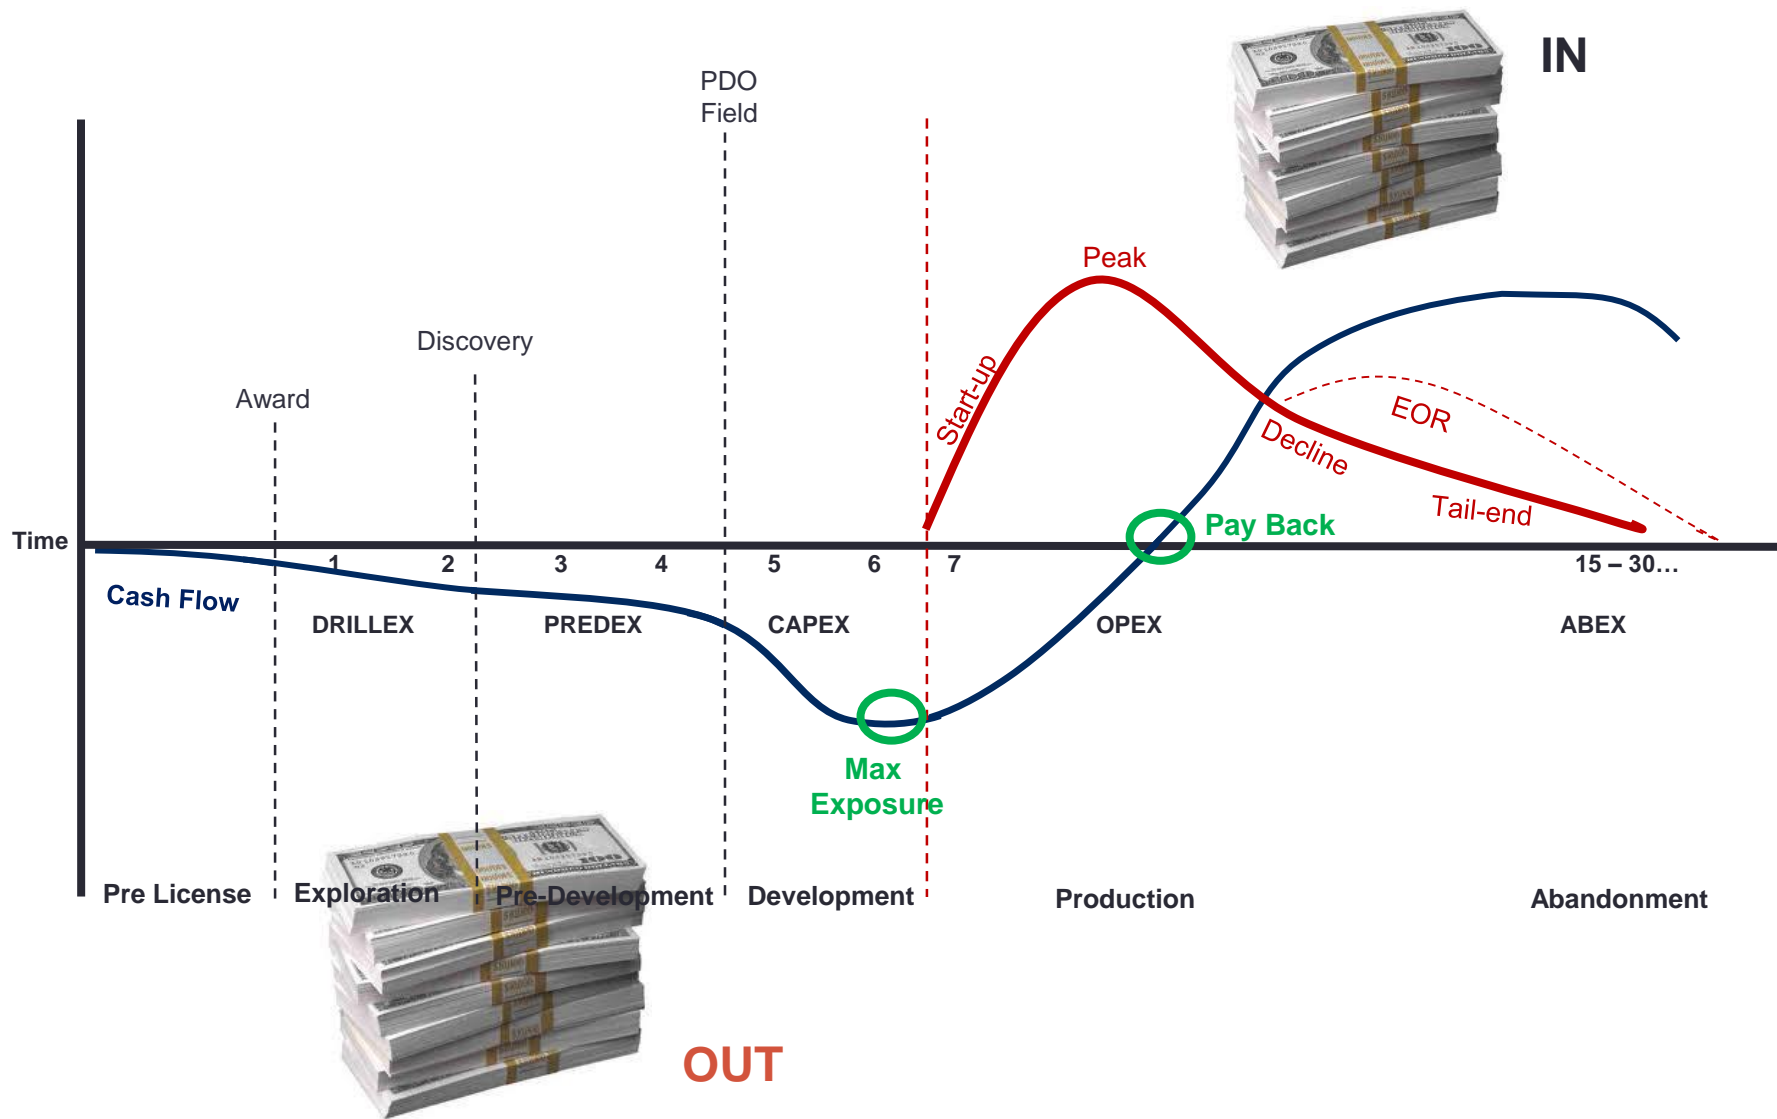 IN
PDO
Field
Peak
Discovery
Award
Start-up
EOR
Decline
Tail-end
Pay Back
Time
1
2
3
4
5
6
7
15 – 30...
Cash Flow
DRILLEX
PREDEX
CAPEX
OPEX
ABEX
Max
Exposure
Pre License
Exploration
Pre-Development
Development
Production
Abandonment
OUT